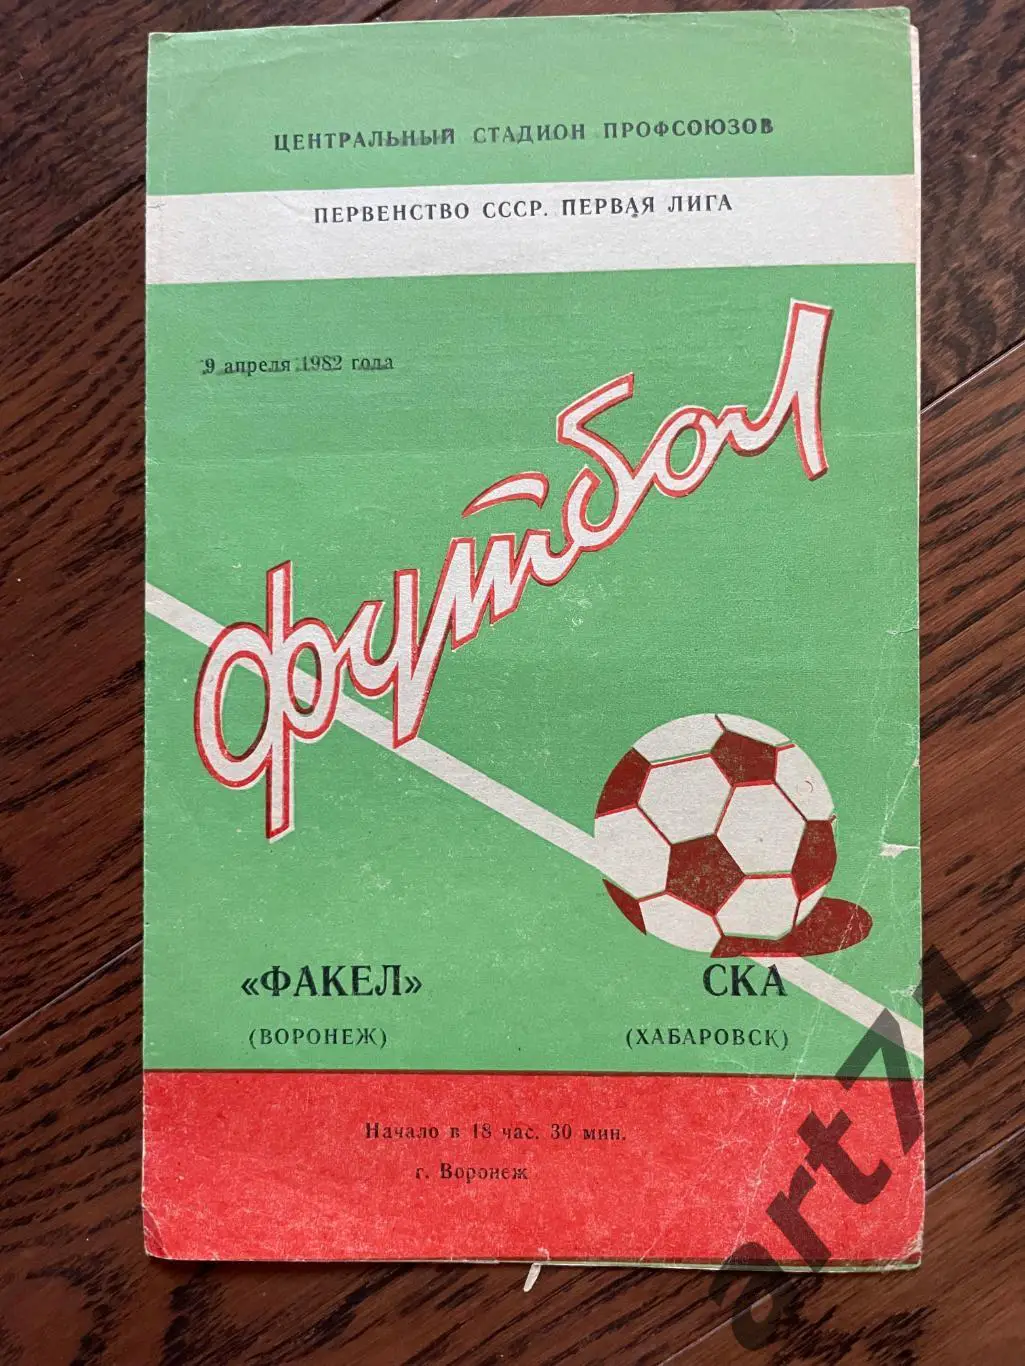 ЦЕНТРАЛЬНЫЙ СТАДИОН ПРОФСОЮЗОВ
ПЕРВЕНСТВО СССР. ПЕРВАЯ ЛИГА
9 апреля 1982 года
футбол
«ФАКЕЛ» СКА
(ВОРОНЕЖ) (ХАБАРОВСК)
Начало в 18 час. 30 мин.
г. Воронеж
art71